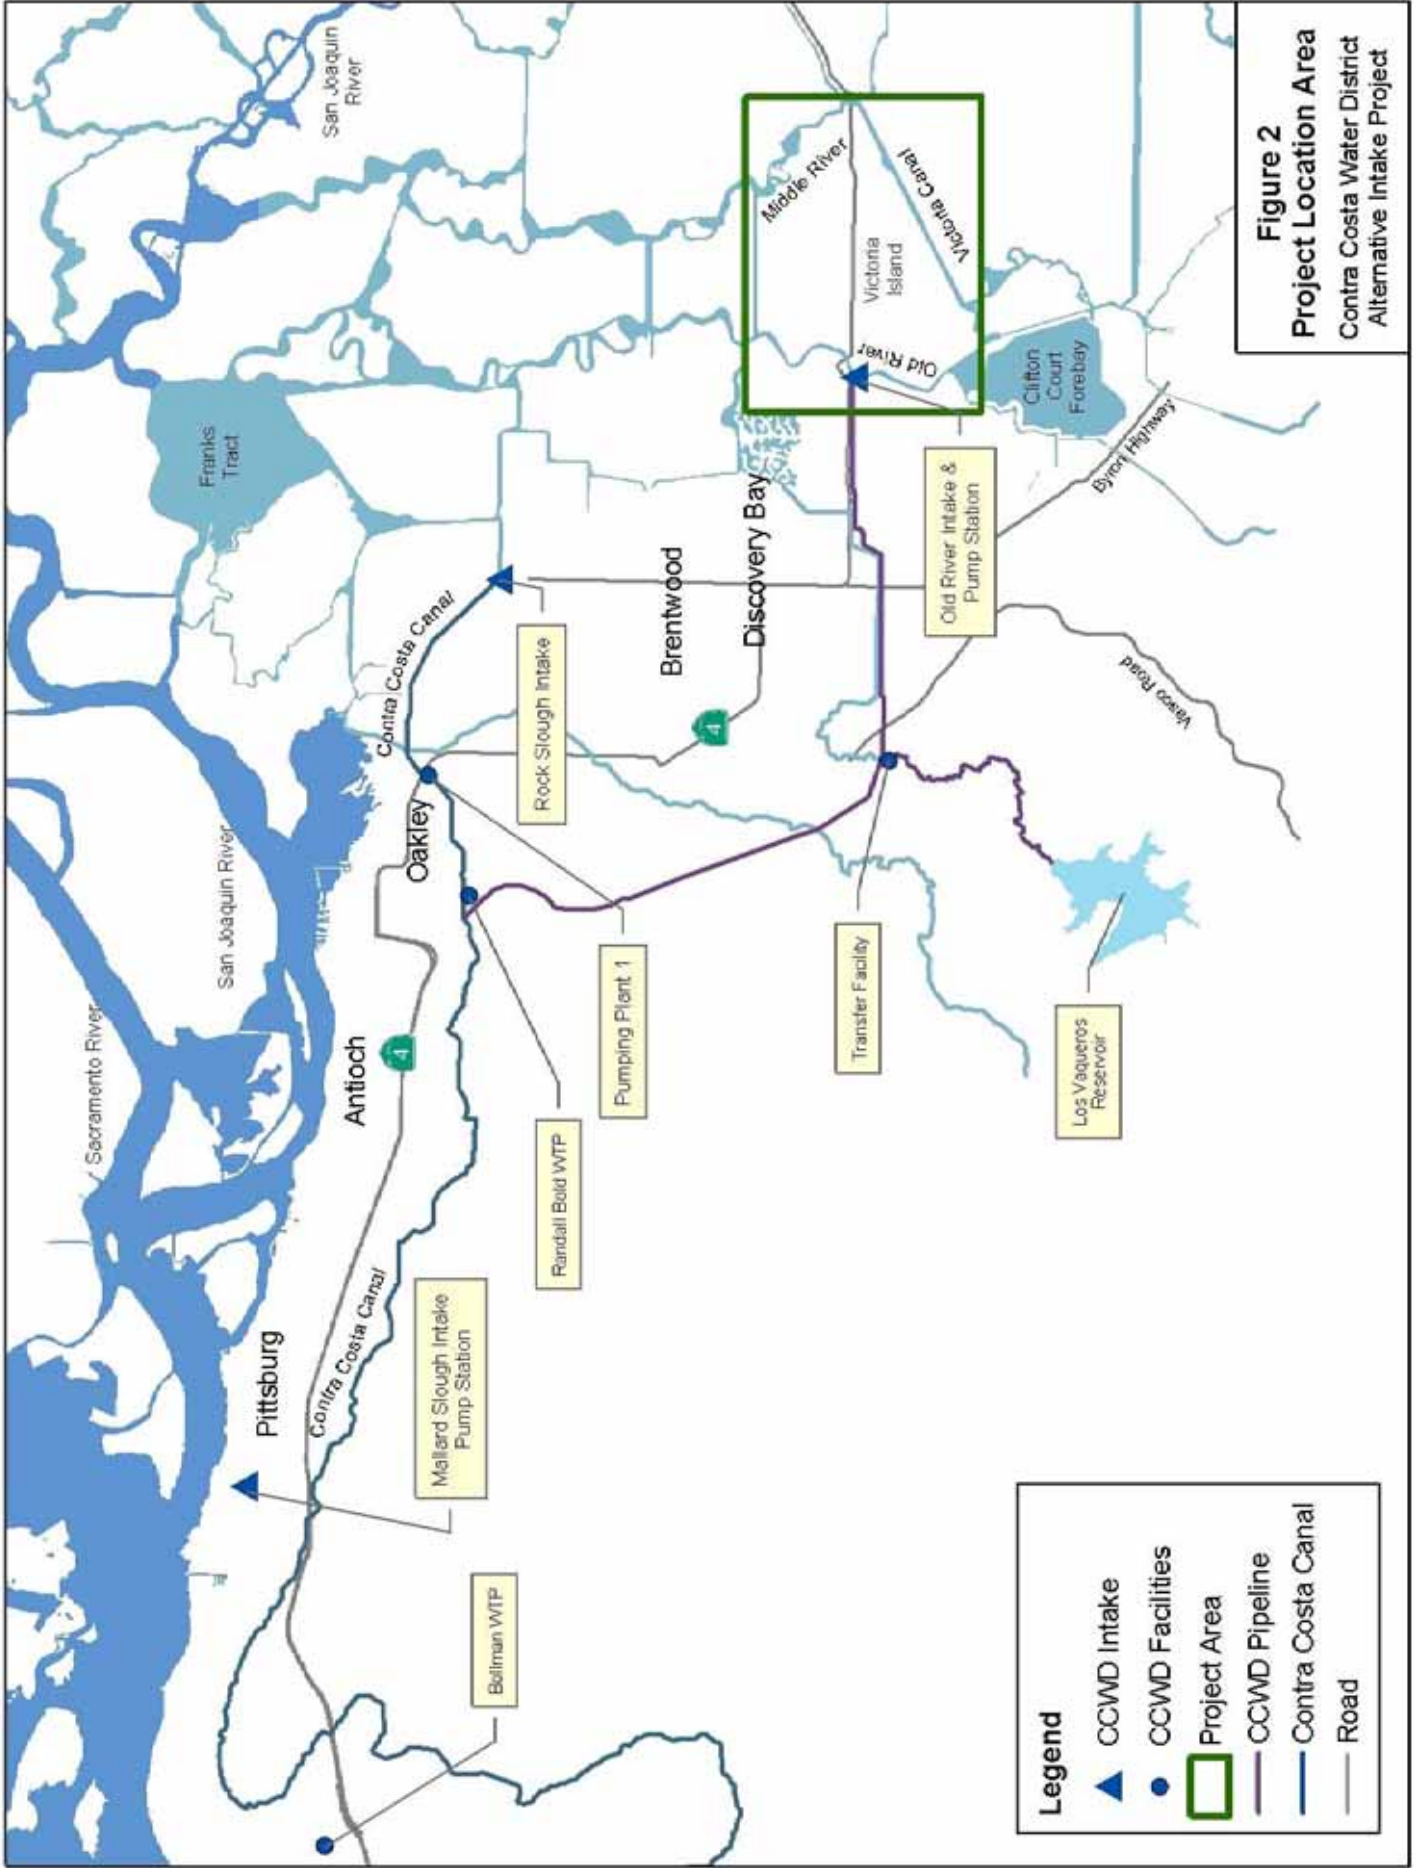 San Joaquin
River
Franks
Tract
Sacramento River
San Joaquin River
Contra Costa Canal
Oakley
Antioch
4
Pittsburg
Contra Costa Canal
Rock Slough Intake
Brentwood
Discovery Bay
4
Middle River
Victoria Canal
Victoria
Island
Old River
Clifton
Court
Forebay
Byron Highway
Vasco Road
Old River Intake &
Pump Station
Pumping Plant 1
Randall Bold WTP
Mallard Slough Intake
Pump Station
Bollman WTP
Transfer Facility
Los Vaqueros
Reservoir
Legend
CCWD Intake
CCWD Facilities
Project Area
CCWD Pipeline
Contra Costa Canal
Road
Figure 2
Project Location Area
Contra Costa Water District
Alternative Intake Project